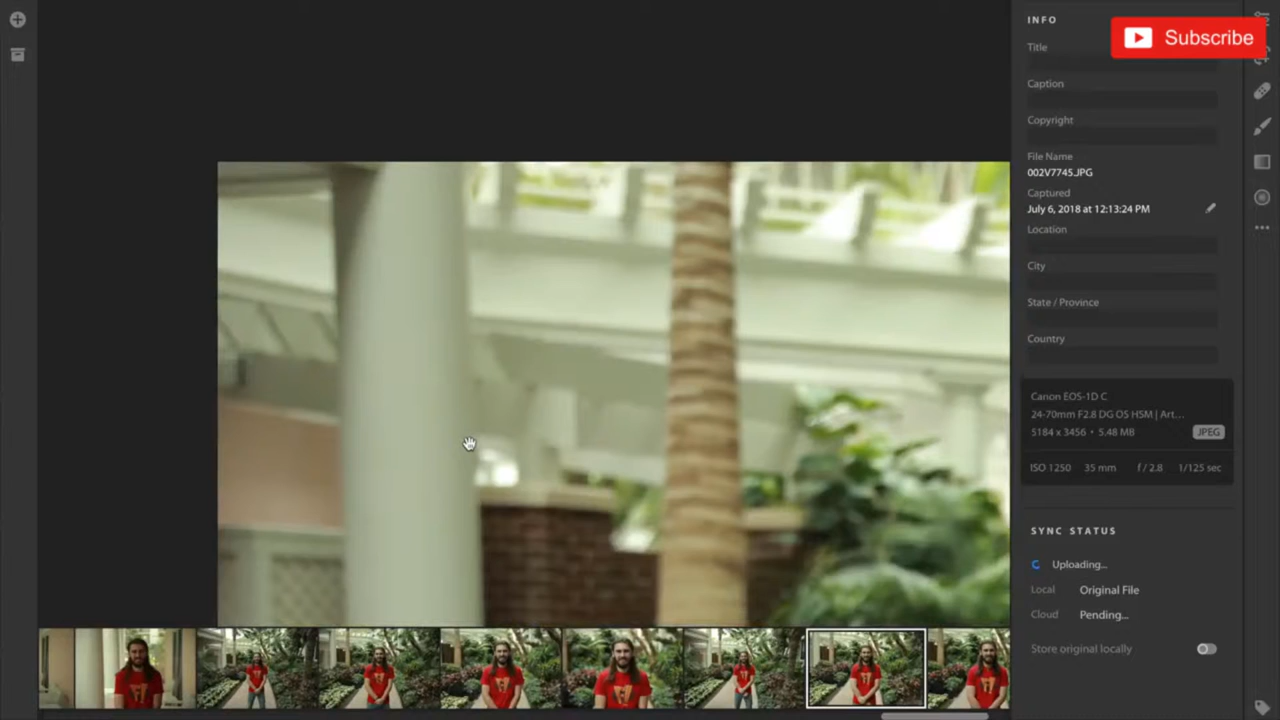 INFO
Subscribe
Title
Caption
Copyright
File Name
002V7745.JPG
Captured
July 6, 2018 at 12:13:24 PM
Location
City
State / Province
Country
Canon EOS-1D C
24-70mm F2.8 DG OS HSM | Art...
5184 x 3456 • 5.48 MB JPEG
ISO 1250 35 mm f / 2.8 1/125 sec
SYNC STATUS
Uploading...
Local Original File
Cloud Pending...
Store original locally